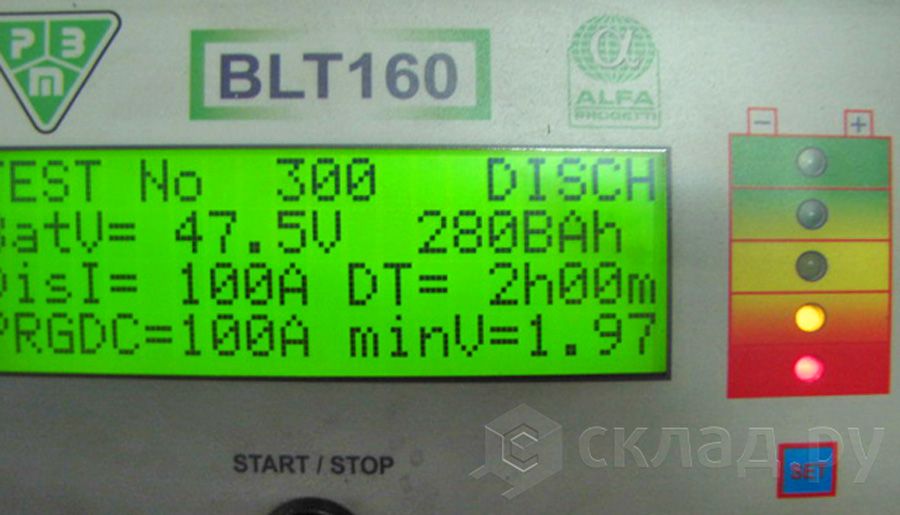 P 3 m
BLT160
α
ALFA
PROGETTI
- +
TEST No 300 DISCH
BatV= 47.5V 280BAh
DisI= 100A DT= 2h00m
PRGDC=100A minV=1.97
START / STOP
SET
склад.ру